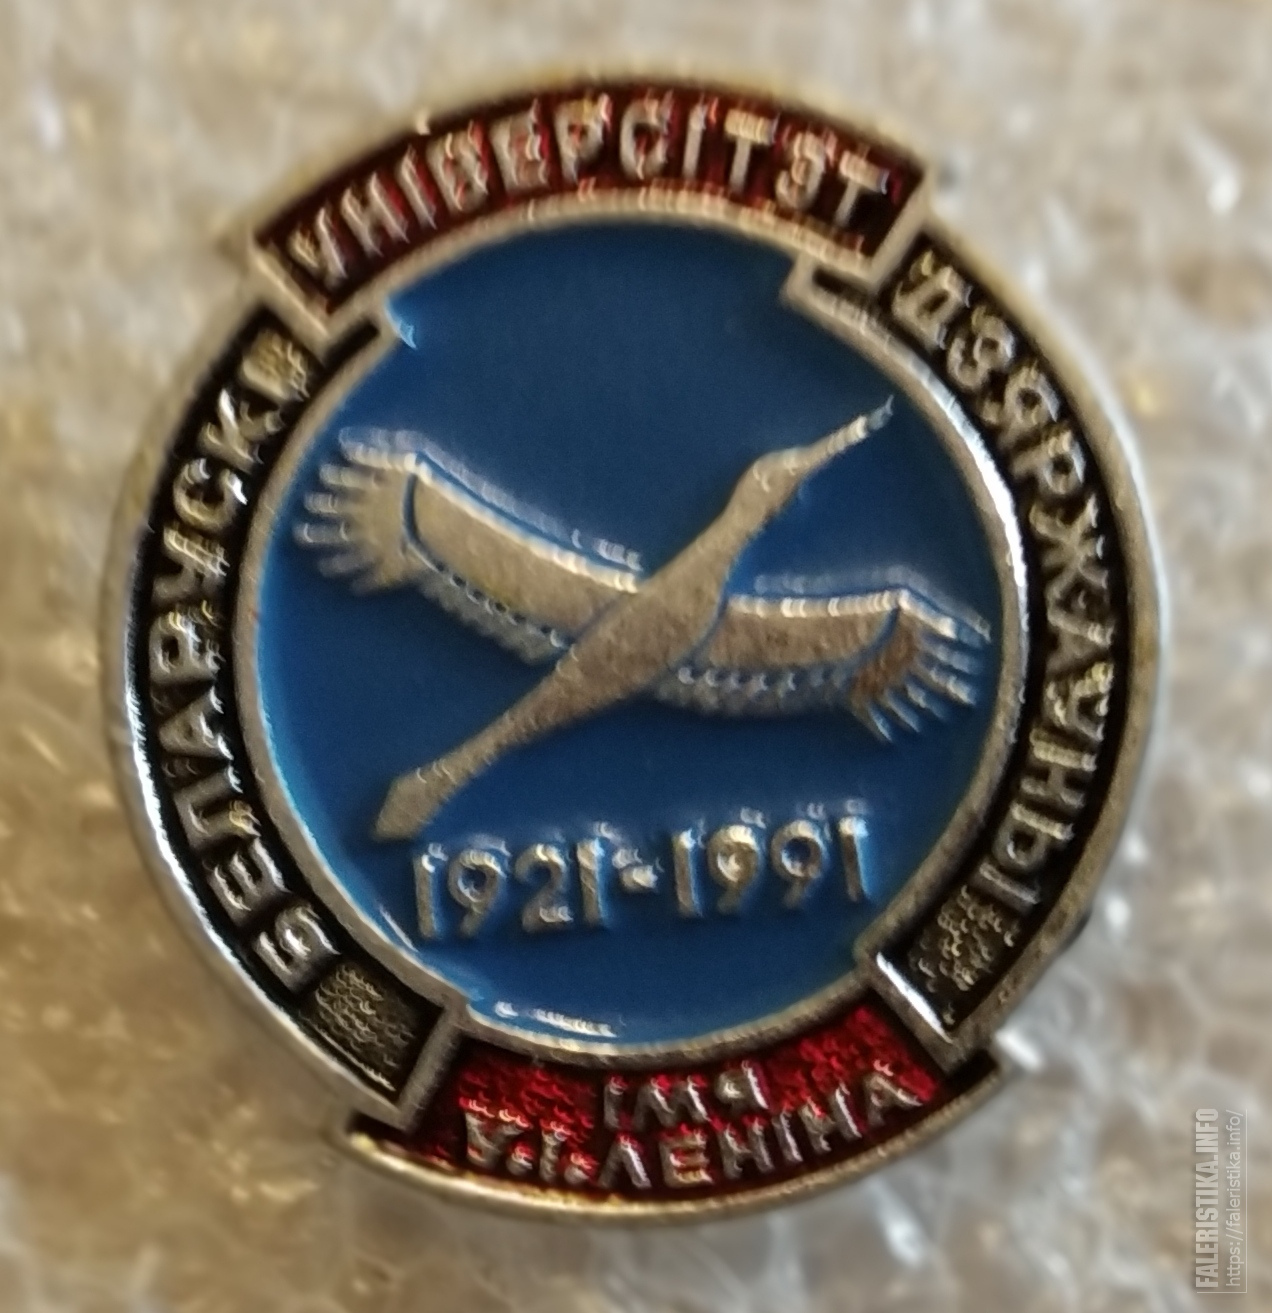 УНІВЕРСІТЭТ
БЕЛАРУСКІ
ДЗЯРЖАЎНЫ
1921-1991
ІМЯ
У.І.ЛЕНІНА
FALERISTIKA.INFO
https://faleristika.info/